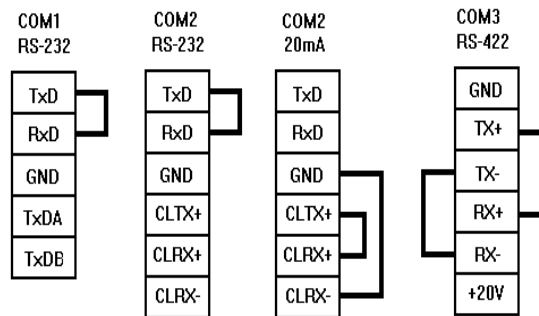 COM1
RS-232
TxD
RxD
GND
TxDA
TxDB
COM2
RS-232
TxD
RxD
GND
CLTX+
CLRX+
CLRX-
COM2
20mA
TxD
RxD
GND
CLTX+
CLRX+
CLRX-
COM3
RS-422
GND
TX+
TX-
RX+
RX-
+20V